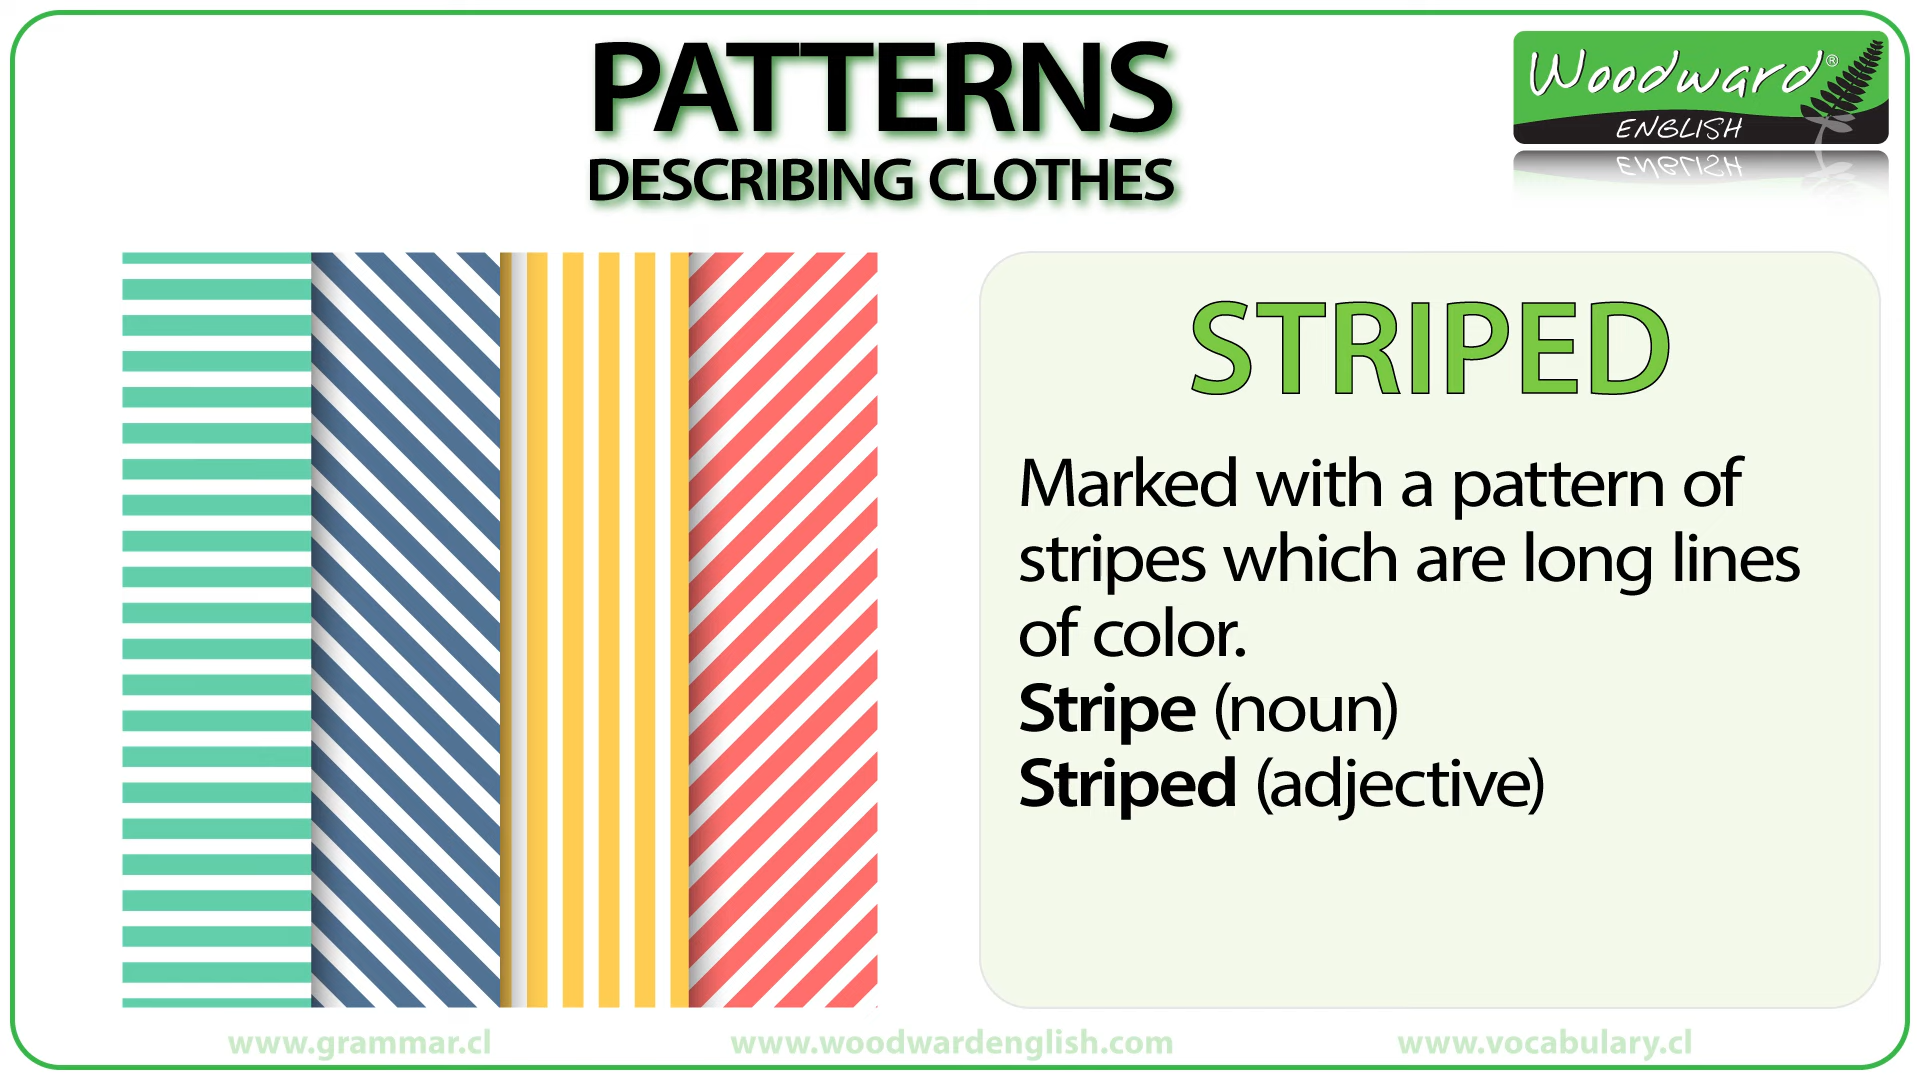 PATTERNS
DESCRIBING CLOTHES
Woodward®
ENGLISH
STRIPED
Marked with a pattern of
stripes which are long lines
of color.
Stripe (noun)
Striped (adjective)
www.grammar.cl
www.woodwardenglish.com
www.vocabulary.cl